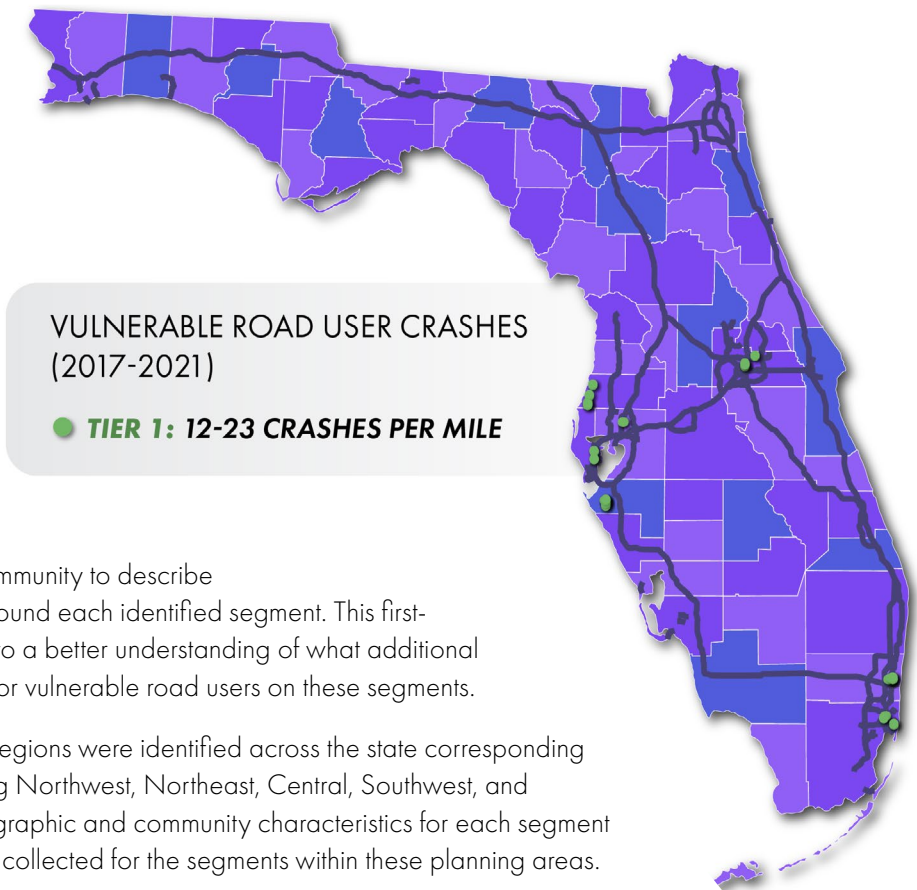 VULNERABLE ROAD USER CRASHES
(2017-2021)
TIER 1: 12-23 CRASHES PER MILE
mmunity to describe
ound each identified segment. This first-
o a better understanding of what additional
or vulnerable road users on these segments.
egions were identified across the state corresponding
g Northwest, Northeast, Central, Southwest, and
graphic and community characteristics for each segment
collected for the segments within these planning areas.